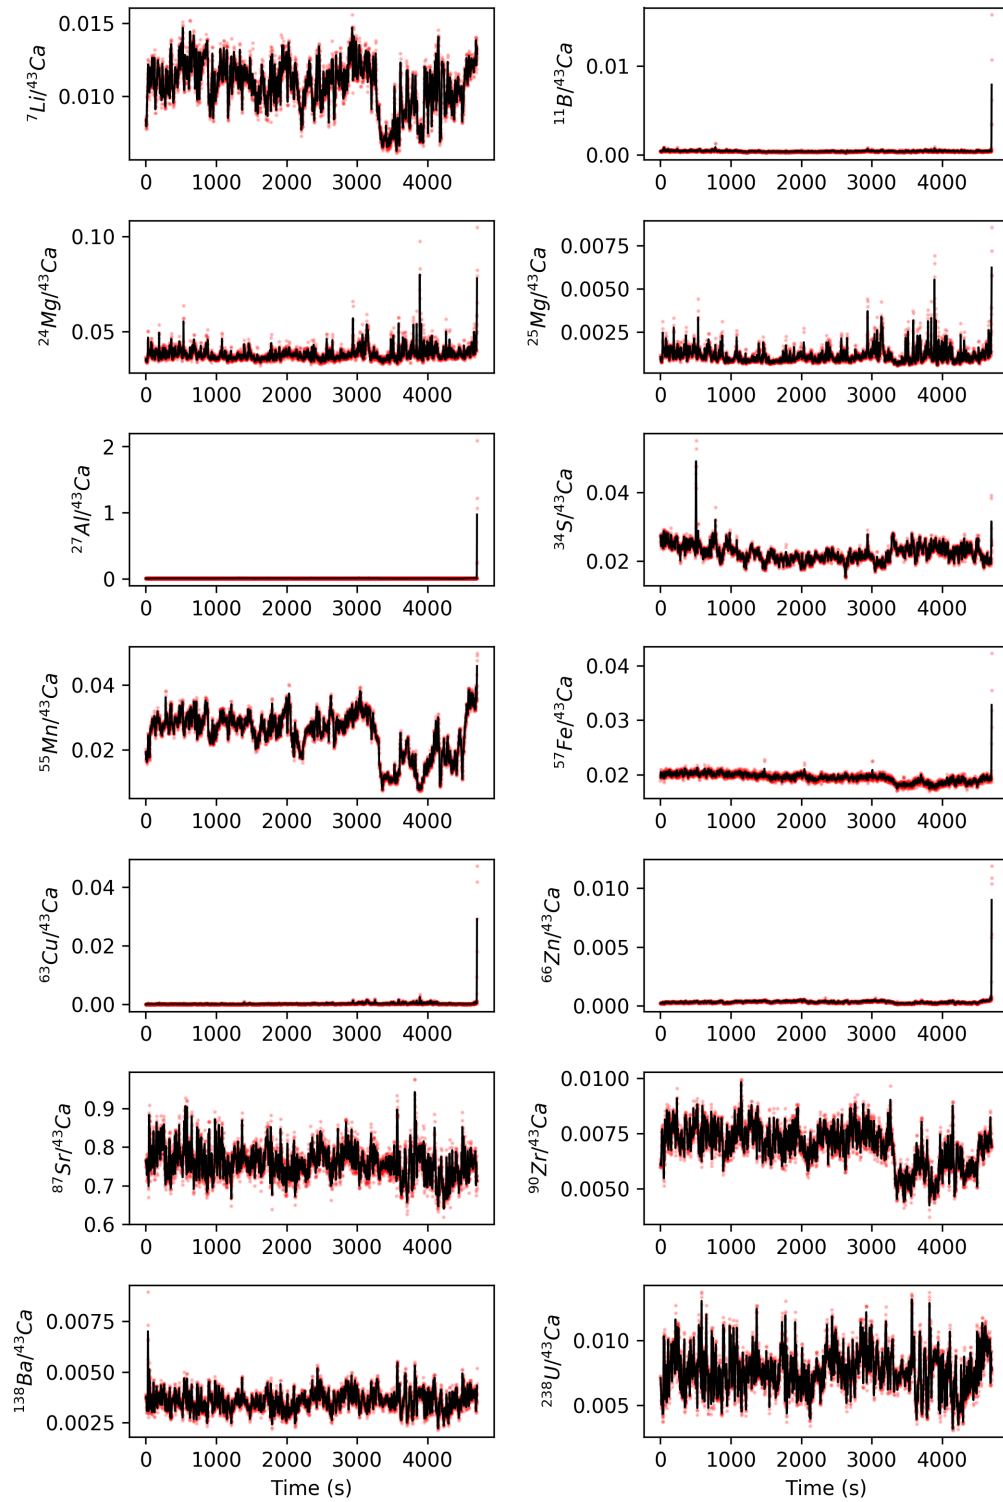 ⁷Li/⁴³Ca
0.015
0.010
0 1000 2000 3000 4000
¹¹B/⁴³Ca
0.01
0.00
0 1000 2000 3000 4000
²⁴Mg/⁴³Ca
0.10
0.05
0 1000 2000 3000 4000
²⁵Mg/⁴³Ca
0.0075
0.0050
0.0025
0 1000 2000 3000 4000
²⁷Al/⁴³Ca
2
1
0
0 1000 2000 3000 4000
³⁴S/⁴³Ca
0.04
0.02
0 1000 2000 3000 4000
⁵⁵Mn/⁴³Ca
0.04
0.02
0 1000 2000 3000 4000
⁵⁷Fe/⁴³Ca
0.04
0.03
0.02
0 1000 2000 3000 4000
⁶³Cu/⁴³Ca
0.04
0.02
0.00
0 1000 2000 3000 4000
⁶⁶Zn/⁴³Ca
0.010
0.005
0.000
0 1000 2000 3000 4000
⁸⁷Sr/⁴³Ca
0.9
0.8
0.7
0.6
0 1000 2000 3000 4000
⁹⁰Zr/⁴³Ca
0.0100
0.0075
0.0050
0 1000 2000 3000 4000
¹³⁸Ba/⁴³Ca
0.0075
0.0050
0.0025
0 1000 2000 3000 4000
Time (s)
²³⁸U/⁴³Ca
0.010
0.005
0 1000 2000 3000 4000
Time (s)